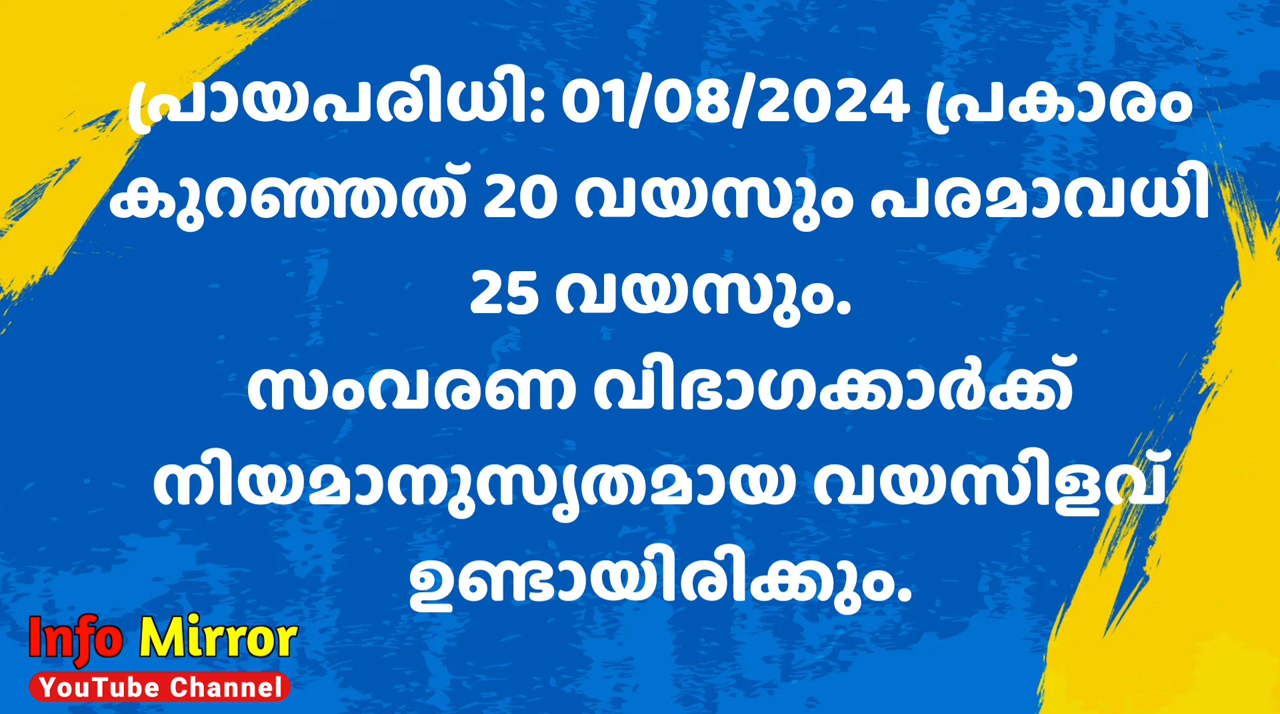 പ്രായപരിധി: 01/08/2024 പ്രകാരം
കുറഞ്ഞത് 20 വയസും പരമാവധി
25 വയസും.
സംവരണ വിഭാഗക്കാർക്ക്
നിയമാനുസൃതമായ വയസിളവ്
ഉണ്ടായിരിക്കും.
Info Mirror
YouTube Channel